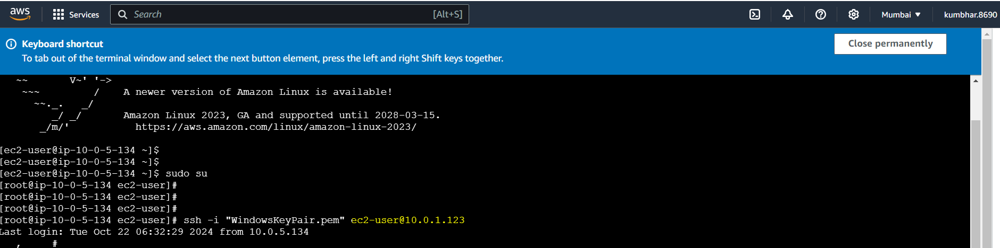 aws Services Search [Alt+S] Mumbai ▼ kumbhar.8690
Keyboard shortcut
Close permanently
To tab out of the terminal window and select the next button element, press the left and right Shift keys together.
~~ V~' '->
~~~ / A newer version of Amazon Linux is available!
~~._. _/
_/ _/ Amazon Linux 2023, GA and supported until 2028-03-15.
_/m/' https://aws.amazon.com/linux/amazon-linux-2023/
[ec2-user@ip-10-0-5-134 ~]$
[ec2-user@ip-10-0-5-134 ~]$
[ec2-user@ip-10-0-5-134 ~]$ sudo su
[root@ip-10-0-5-134 ec2-user]#
[root@ip-10-0-5-134 ec2-user]#
[root@ip-10-0-5-134 ec2-user]#
[root@ip-10-0-5-134 ec2-user]# ssh -i "WindowsKeyPair.pem" ec2-user@10.0.1.123
Last login: Tue Oct 22 06:32:29 2024 from 10.0.5.134
, #